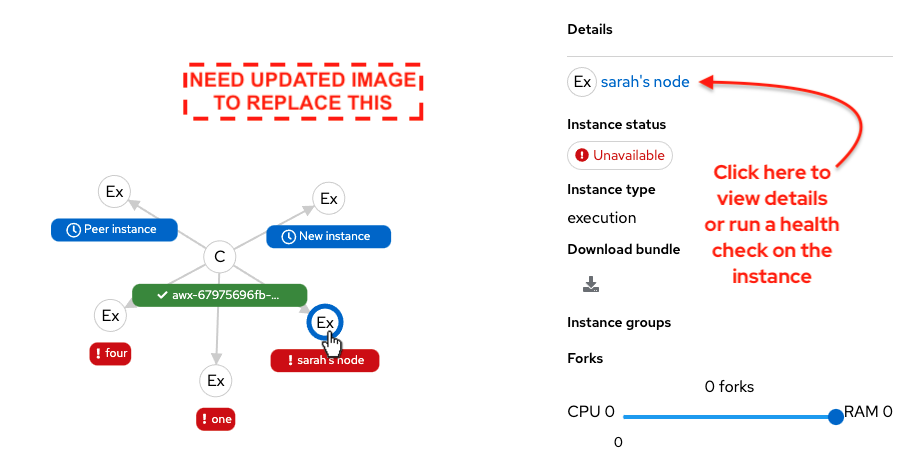 NEED UPDATED IMAGE
TO REPLACE THIS
Ex
Peer instance
Ex
New instance
C
awx-67975696fb-...
Ex
! four
Ex
! sarah's node
Ex
! one
Details
Ex sarah's node
Instance status
! Unavailable
Instance type
execution
Download bundle
Instance groups
Forks
0 forks
CPU 0
RAM 0
0
Click here to
view details
or run a health
check on the
instance